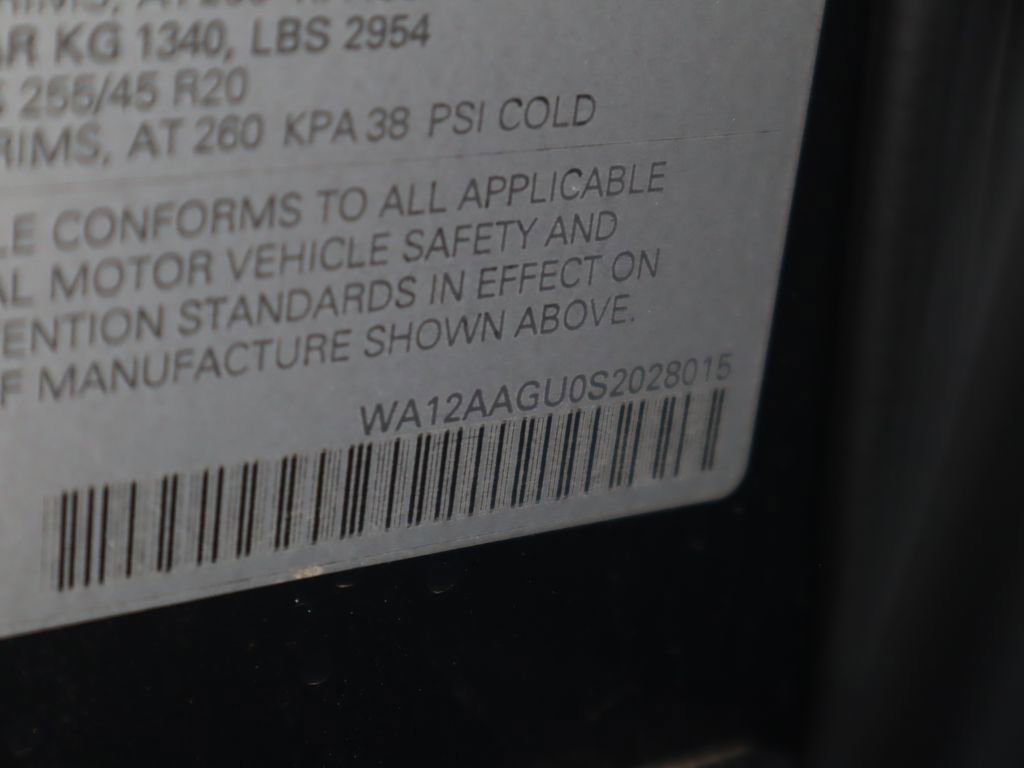 AR KG 1340, LBS 2954
255/45 R20
RIMS, AT 260 KPA 38 PSI COLD
LE CONFORMS TO ALL APPLICABLE
AL MOTOR VEHICLE SAFETY AND
ENTION STANDARDS IN EFFECT ON
F MANUFACTURE SHOWN ABOVE.
WA12AAGU0S2028015